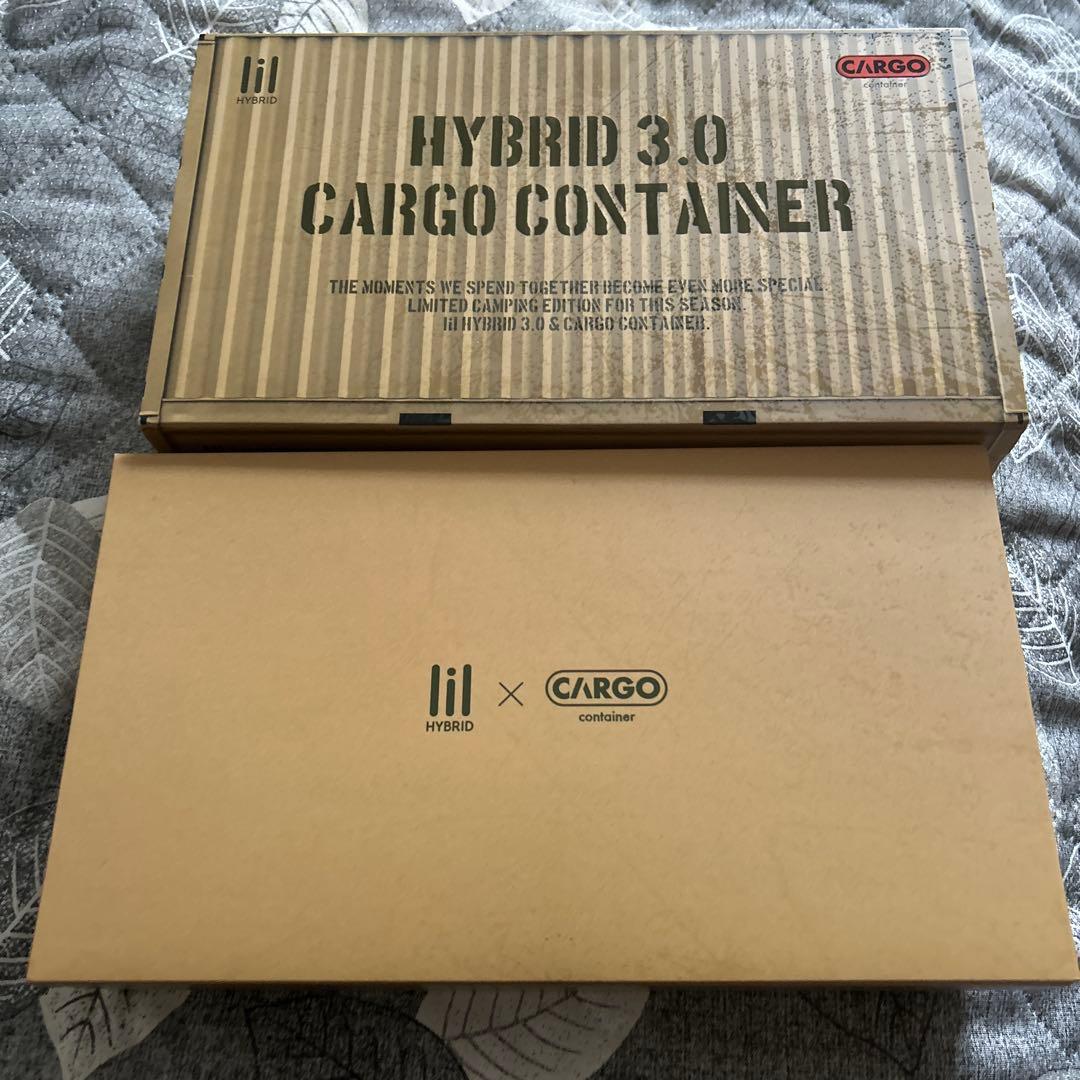 lil
HYBRID
CARGO
container
HYBRID 3.0
CARGO CONTAINER
THE MOMENTS WE SPEND TOGETHER BECOME EVEN MORE SPECIAL.
LIMITED CAMPING EDITION FOR THIS SEASON.
lil HYBRID 3.0 & CARGO CONTAINER.
lil
HYBRID
×
CARGO
container